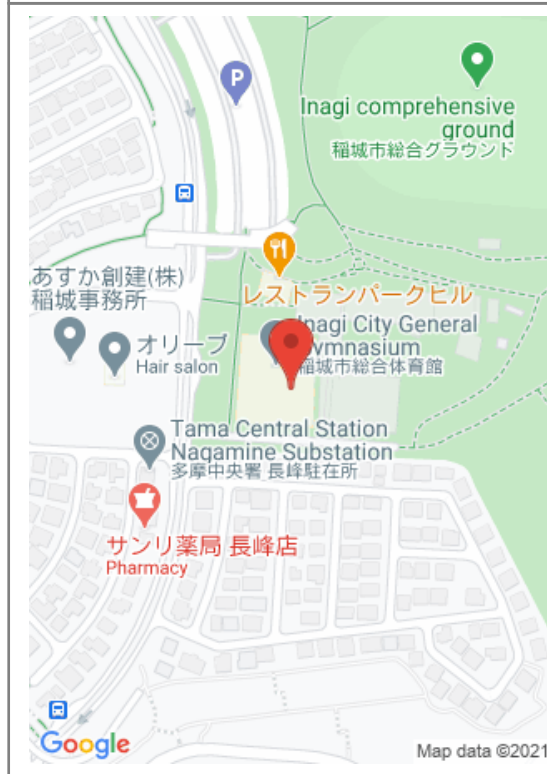 P
Inagi comprehensive
ground
稲城市総合グラウンド
あすか創建(株)
稲城事務所
レストランパークヒル
オリーブ
Hair salon
Inagi City General
Gymnasium
稲城市総合体育館
Tama Central Station
Nagamine Substation
多摩中央署 長峰駐在所
サンリ薬局 長峰店
Pharmacy
Google
Map data ©2021